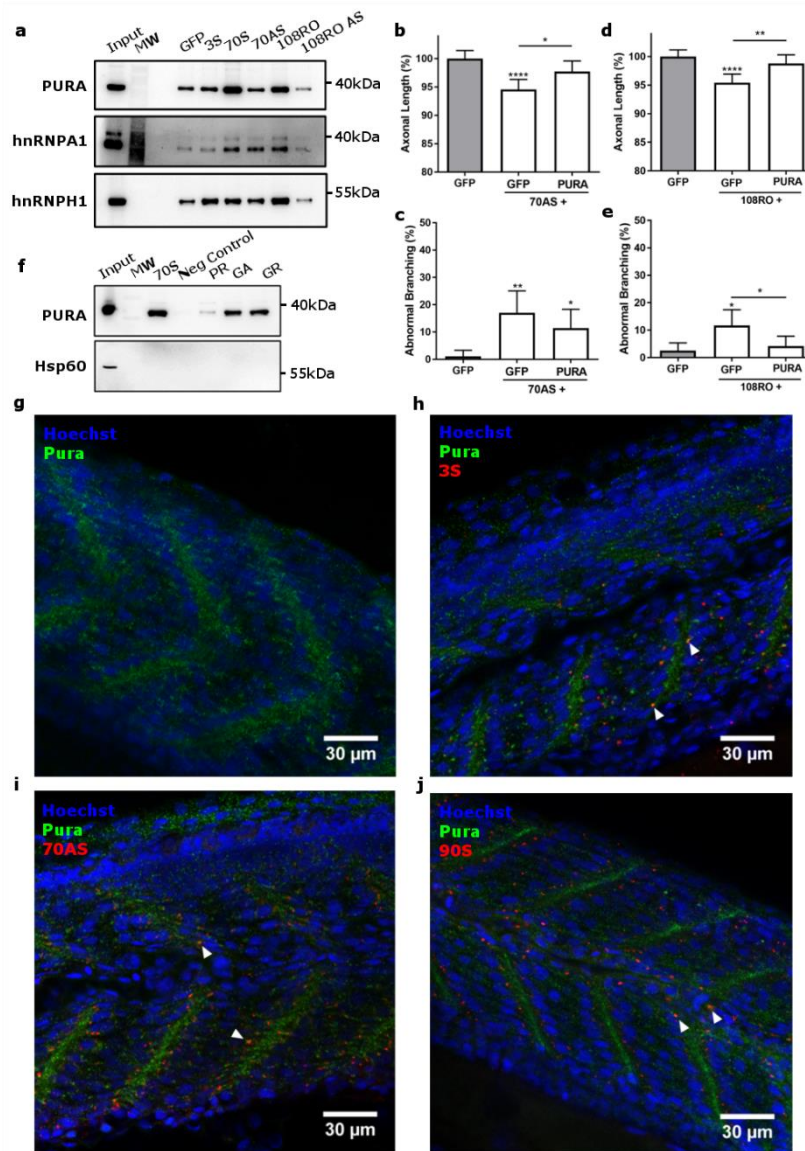 a
Input MW GFP 3S 70S 70AS 108RO 108RO AS
PURA
40kDa
hnRNPA1
40kDa
hnRNPH1
55kDa
b
*
****
Axonal Length (%)
100
95
90
85
80
GFP GFP PURA
70AS +
d
**
****
Axonal Length (%)
100
95
90
85
80
GFP GFP PURA
108RO +
c
Abnormal Branching (%)
50
40
30
20
10
0
**
*
GFP GFP PURA
70AS +
e
Abnormal Branching (%)
50
40
30
20
10
0
*
*
GFP GFP PURA
108RO +
f
Input MW 70S Neg Control PR GA GR
PURA
40kDa
Hsp60
55kDa
g
Hoechst
Pura
30 µm
h
Hoechst
Pura
3S
30 µm
i
Hoechst
Pura
70AS
30 µm
j
Hoechst
Pura
90S
30 µm